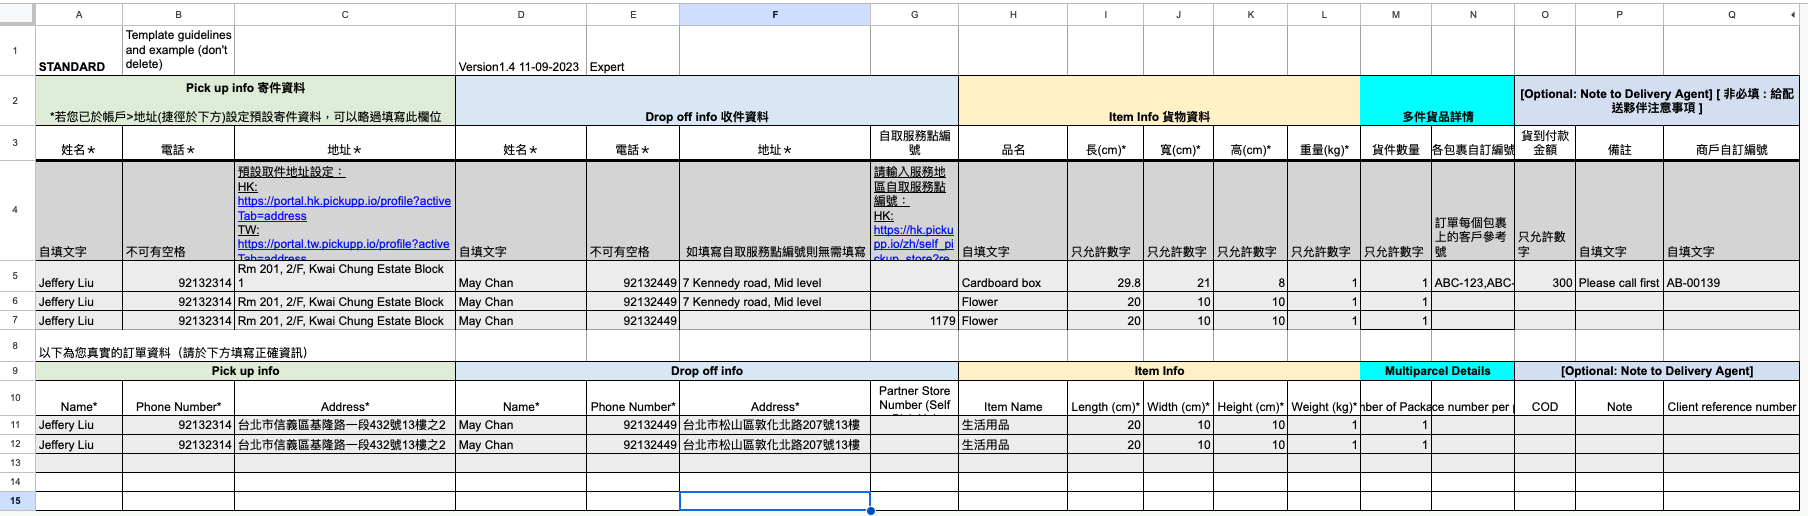 A B C D E F G H I J K L M N O P Q
1 STANDARD Template guidelines and example (don't delete) Version1.4 11-09-2023 Expert
2 Pick up info 寄件資料
*若您已於帳戶>地址(捷徑於下方)設定預設寄件資料，可以略過填寫此欄位
Drop off info 收件資料
Item Info 貨物資料
多件貨品詳情
[Optional: Note to Delivery Agent] [ 非必填：給配
送夥伴注意事項 ]
3 姓名＊ 電話＊ 地址＊ 姓名＊ 電話＊ 地址＊ 自取服務點編號 品名 長(cm)* 寬(cm)* 高(cm)* 重量(kg)* 貨件數量 各包裹自訂編號 貨到付款金額 備註 商戶自訂編號
4 自填文字 不可有空格
預設取件地址設定：
HK:
https://portal.hk.pickupp.io/profile?active
Tab=address
TW:
https://portal.tw.pickupp.io/profile?active
Tab=address
自填文字 不可有空格 如填寫自取服務點編號則無需填寫
請輸入服務地
區自取服務點
編號：
HK:
https://hk.picku
pp.io/zh/self_pi
ckup_store?re
自填文字 只允許數字 只允許數字 只允許數字 只允許數字 只允許數字 訂單每個包裹上的客戶參考號 只允許數字 自填文字 自填文字
5 Jeffery Liu 92132314 Rm 201, 2/F, Kwai Chung Estate Block 1 May Chan 92132449 7 Kennedy road, Mid level Cardboard box 29.8 21 8 1 1 ABC-123,ABC- 300 Please call first AB-00139
6 Jeffery Liu 92132314 Rm 201, 2/F, Kwai Chung Estate Block May Chan 92132449 7 Kennedy road, Mid level Flower 20 10 10 1 1
7 Jeffery Liu 92132314 Rm 201, 2/F, Kwai Chung Estate Block May Chan 92132449 1179 Flower 20 10 10 1 1
8 以下為您真實的訂單資料（請於下方填寫正確資訊）
9 Pick up info Drop off info Item Info Multiparcel Details [Optional: Note to Delivery Agent]
10 Name* Phone Number* Address* Name* Phone Number* Address* Partner Store Number (Self Item Name Length (cm)* Width (cm)* Height (cm)* Weight (kg)* nber of Packa ce number per COD Note Client reference number
11 Jeffery Liu 92132314 台北市信義區基隆路一段432號13樓之2 May Chan 92132449 台北市松山區敦化北路207號13樓 生活用品 20 10 10 1 1
12 Jeffery Liu 92132314 台北市信義區基隆路一段432號13樓之2 May Chan 92132449 台北市松山區敦化北路207號13樓 生活用品 20 10 10 1 1
13
14
15